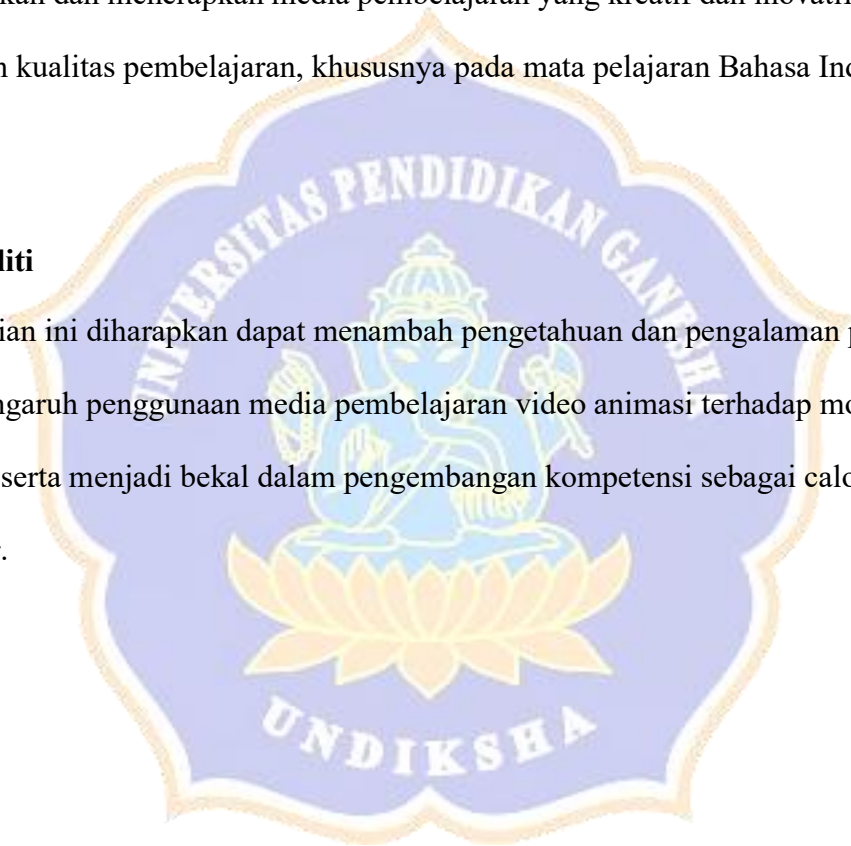 kan dan menerapkan media pembelajaran yang kreatif dan inovatif
n kualitas pembelajaran, khususnya pada mata pelajaran Bahasa Ind
UNIVERSITAS PENDIDIKAN GANESHA
liti
ian ini diharapkan dapat menambah pengetahuan dan pengalaman p
ngaruh penggunaan media pembelajaran video animasi terhadap mo
serta menjadi bekal dalam pengembangan kompetensi sebagai calo
.
UNDIKSHA